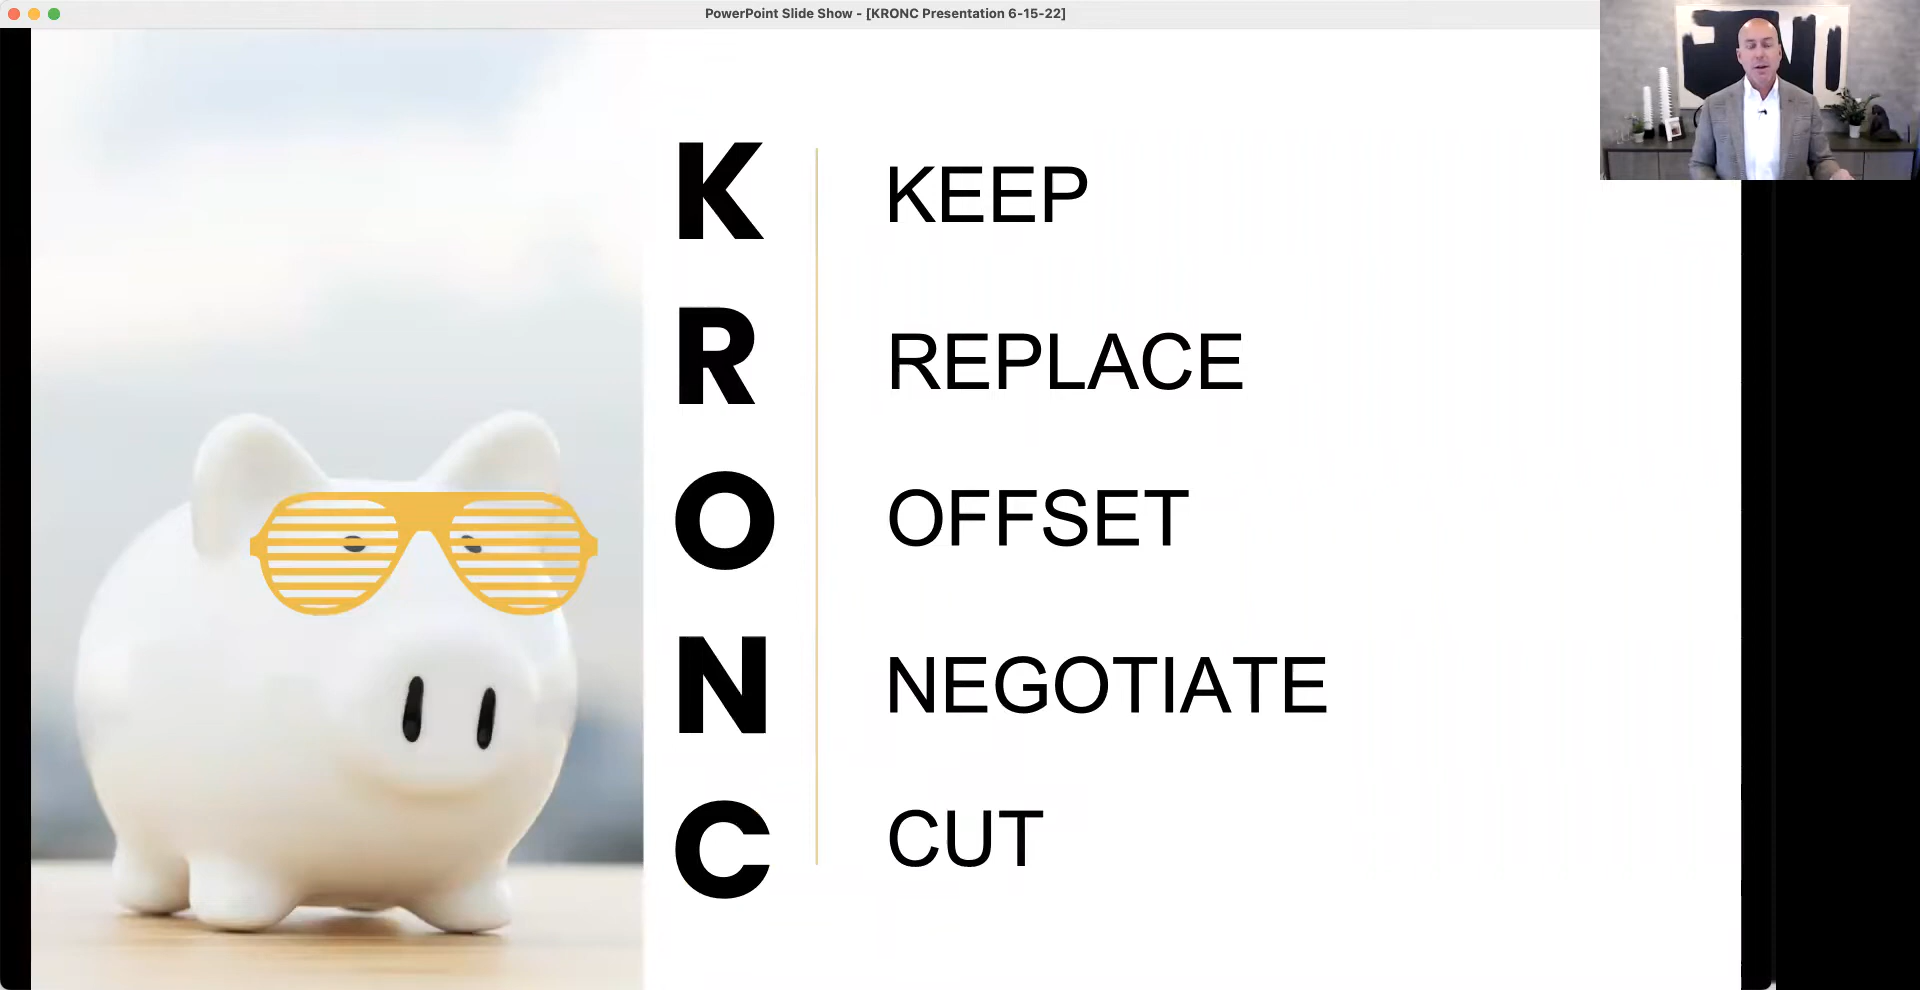 PowerPoint Slide Show - [KRONC Presentation 6-15-22]
K KEEP
R REPLACE
O OFFSET
N NEGOTIATE
C CUT